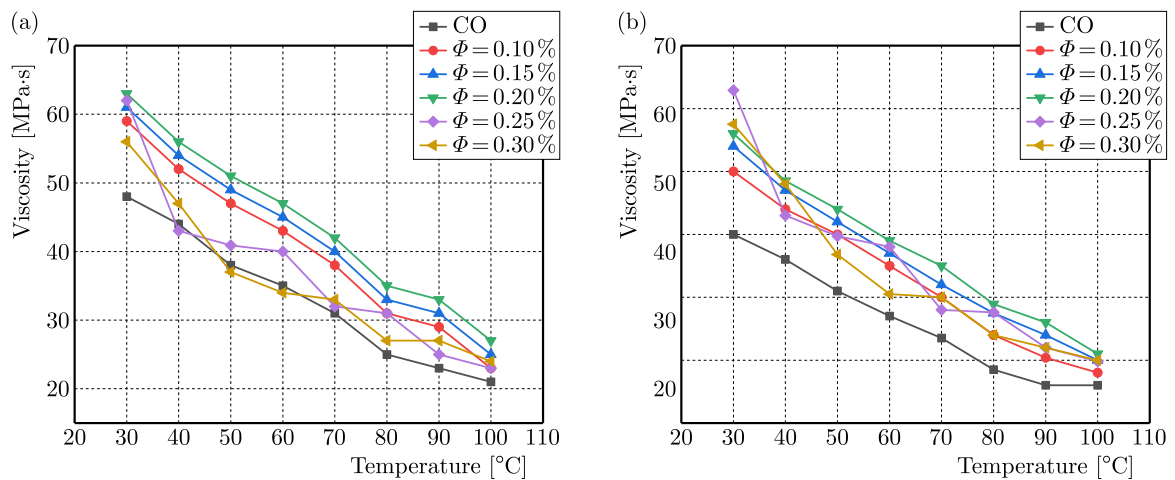 (a)
CO
Φ=0.10%
Φ=0.15%
Φ=0.20%
Φ=0.25%
Φ=0.30%
Viscosity [MPa·s]
70
60
50
40
30
20
20 30 40 50 60 70 80 90 100 110
Temperature [°C]
(b)
CO
Φ=0.10%
Φ=0.15%
Φ=0.20%
Φ=0.25%
Φ=0.30%
Viscosity [MPa·s]
70
60
50
40
30
20
20 30 40 50 60 70 80 90 100 110
Temperature [°C]